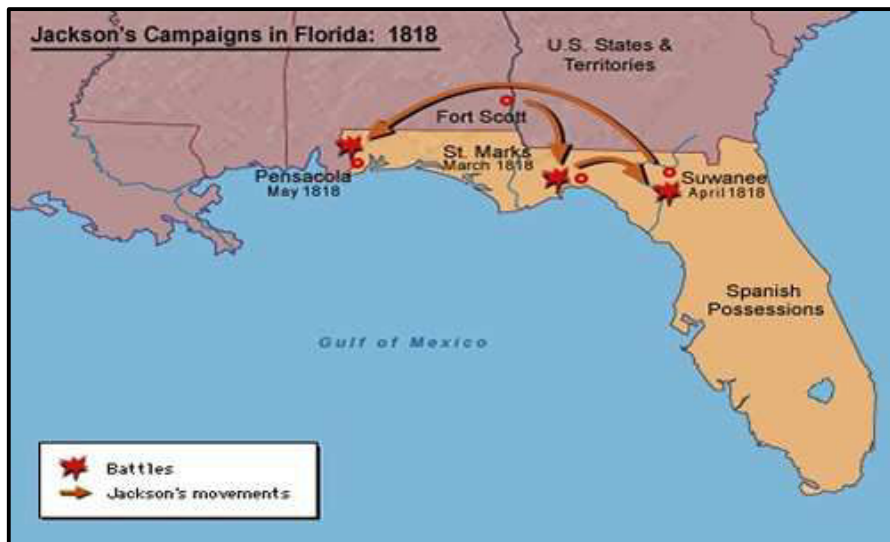 Jackson's Campaigns in Florida: 1818
U.S. States &
Territories
Fort Scott
St. Marks
March 1818
Pensacola
May 1818
Suwanee
April 1818
Spanish
Possessions
Gulf of Mexico
Battles
Jackson's movements